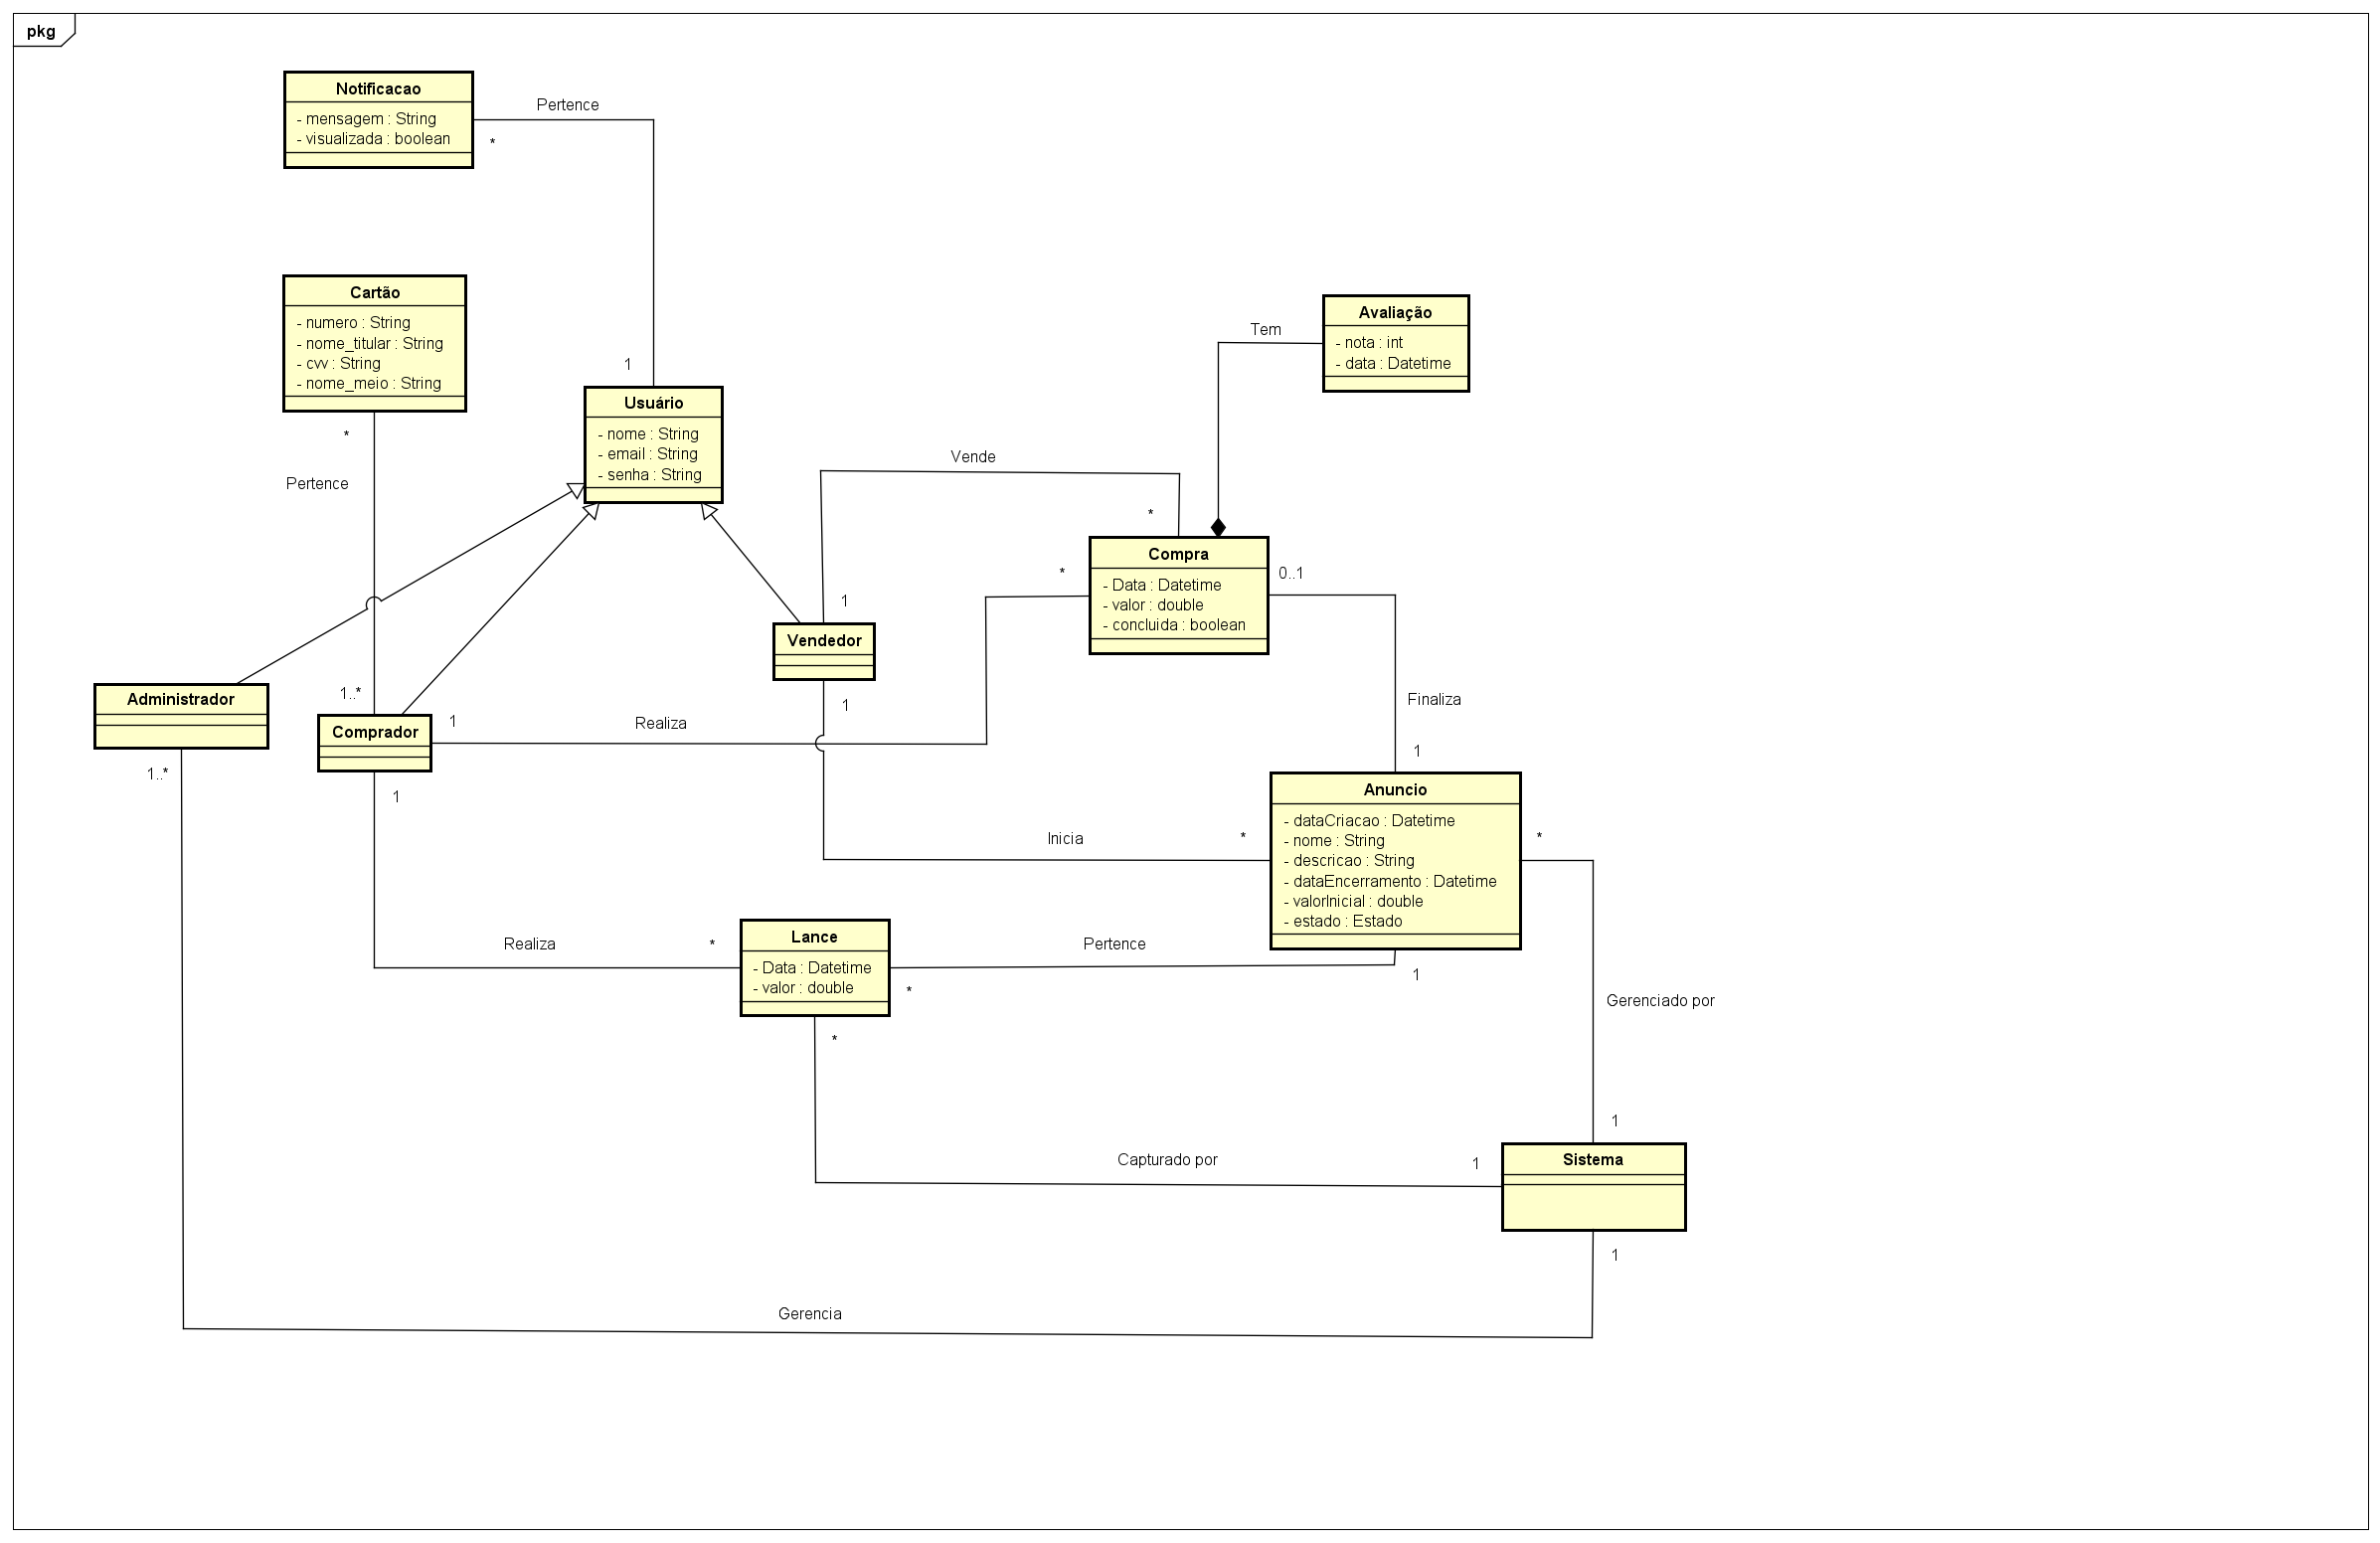 pkg
Notificacao
- mensagem : String
- visualizada : boolean
Pertence
*
1
Cartão
- numero : String
- nome_titular : String
- cvv : String
- nome_meio : String
*
Pertence
1..*
Usuário
- nome : String
- email : String
- senha : String
Avaliação
- nota : int
- data : Datetime
Tem
Vende
*
1
Compra
- Data : Datetime
- valor : double
- concluida : boolean
*
0..1
Vendedor
1
Administrador
1..*
Comprador
1
Realiza
1
Finaliza
1
Anuncio
- dataCriacao : Datetime
- nome : String
- descricao : String
- dataEncerramento : Datetime
- valorInicial : double
- estado : Estado
Inicia
*
*
Realiza
*
Lance
- Data : Datetime
- valor : double
Pertence
*
1
*
Gerenciado por
1
Capturado por
1
Sistema
1
Gerencia